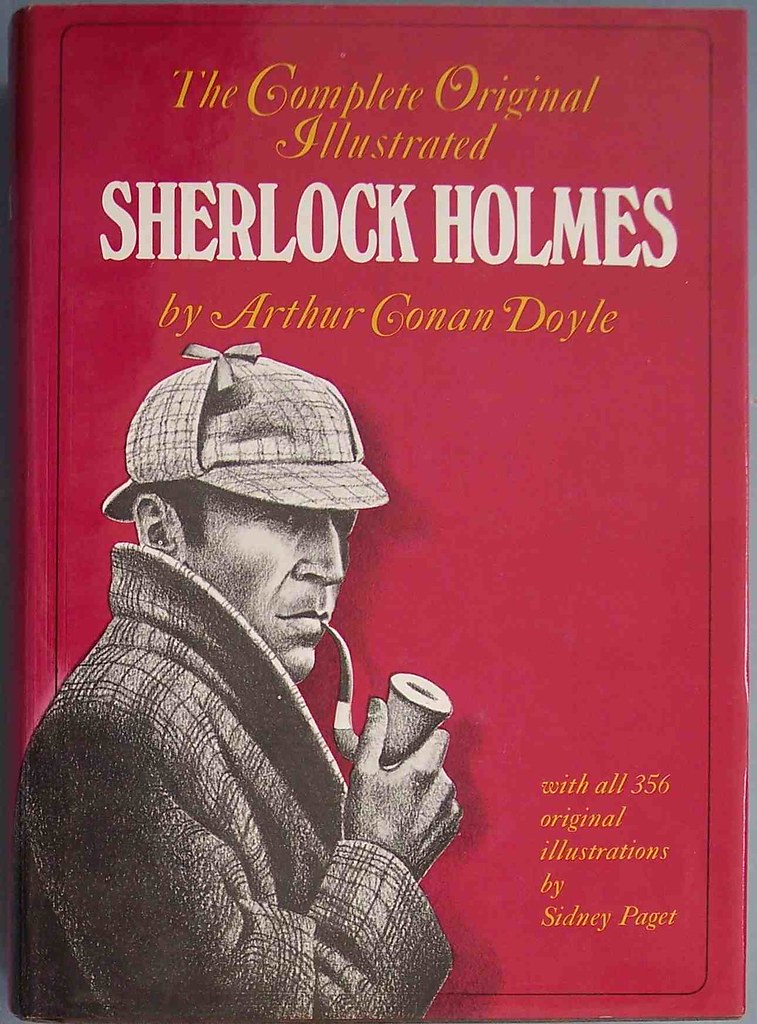 The Complete Original
Illustrated
SHERLOCK HOLMES
by Arthur Conan Doyle
with all 356
original
illustrations
by
Sidney Paget